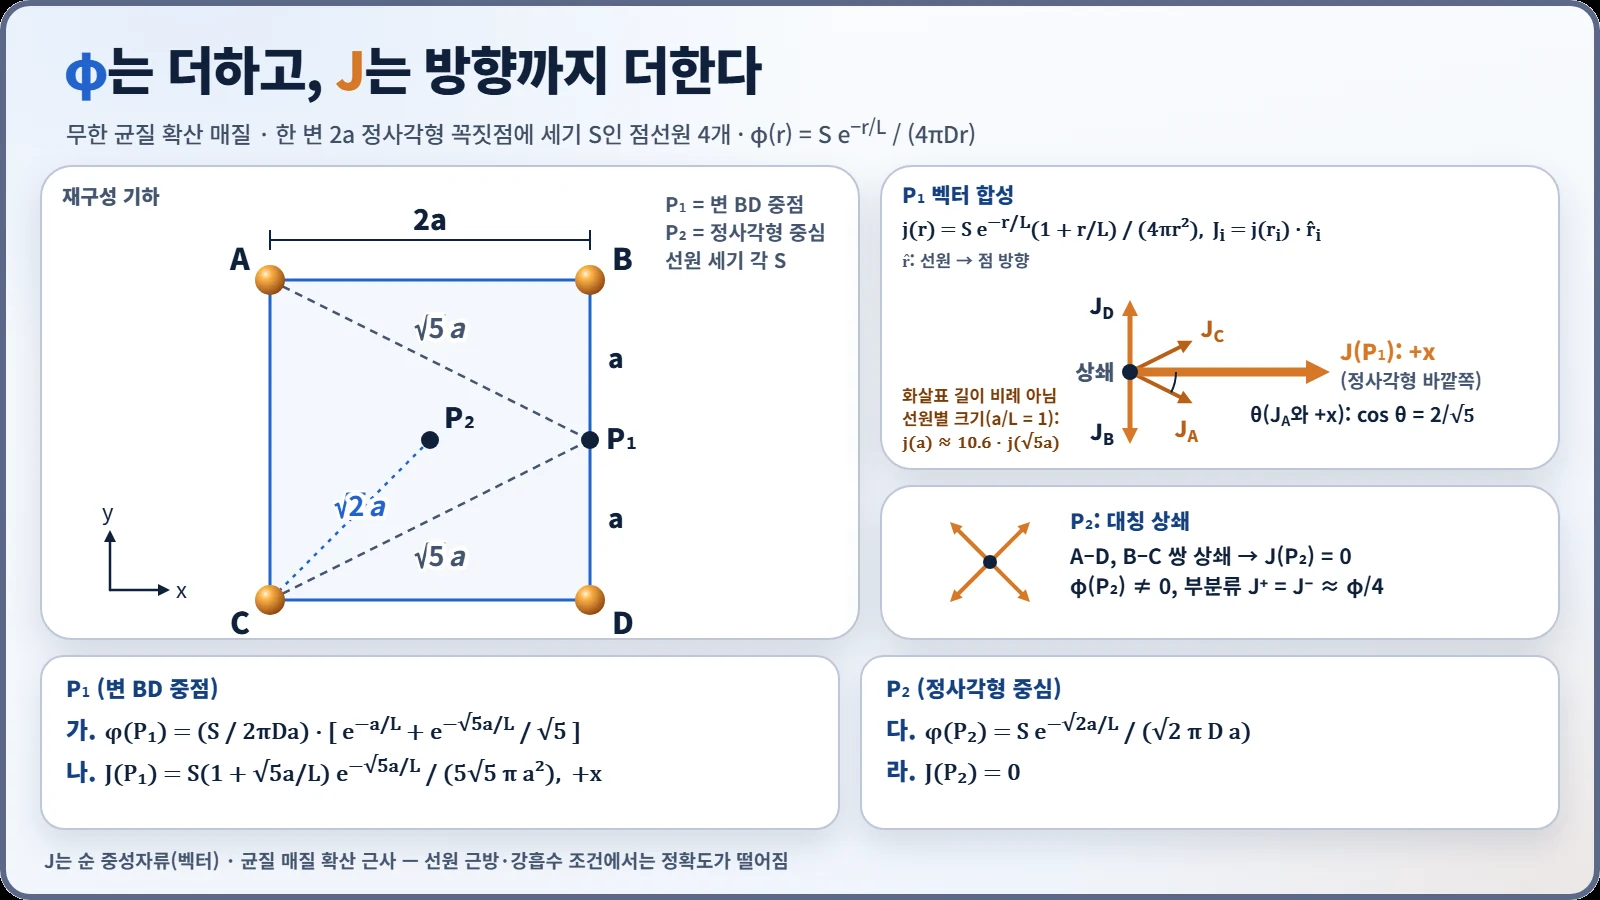 ϕ는 더하고, J는 방향까지 더한다
무한 균질 확산 매질 · 한 변 2a 정사각형 꼭짓점에 세기 S인 점선원 4개 · ϕ(r) = S e⁻ʳ/ᴸ / (4πDr)
재구성 기하
P₁ = 변 BD 중점
P₂ = 정사각형 중심
선원 세기 각 S
2a
A
B
√5 a
a
P₂
P₁
√2 a
a
√5 a
y
x
C
D
P₁ 벡터 합성
j(r) = S e^−r/L(1 + r/L) / (4πr²), J_i = j(r_i) · r̂_i
r̂: 선원 → 점 방향
J_D
J_C
상쇄
J(P₁): +x
(정사각형 바깥쪽)
화살표 길이 비례 아님
선원별 크기(a/L = 1):
j(a) ≈ 10.6 · j(√5a)
J_B
J_A
θ(J_A와 +x): cos θ = 2/√5
P₂: 대칭 상쇄
A−D, B−C 쌍 상쇄 → J(P₂) = 0
ϕ(P₂) ≠ 0, 부분류 J⁺ = J⁻ ≈ ϕ/4
P₁ (변 BD 중점)
가. φ(P₁) = (S / 2πDa) · [ e^−a/L + e^−√5a/L / √5 ]
나. J(P₁) = S(1 + √5a/L) e^−√5a/L / (5√5 π a²), +x
P₂ (정사각형 중심)
다. φ(P₂) = S e^−√2a/L / (√2 π D a)
라. J(P₂) = 0
J는 순 중성자류(벡터) · 균질 매질 확산 근사 — 선원 근방·강흡수 조건에서는 정확도가 떨어짐